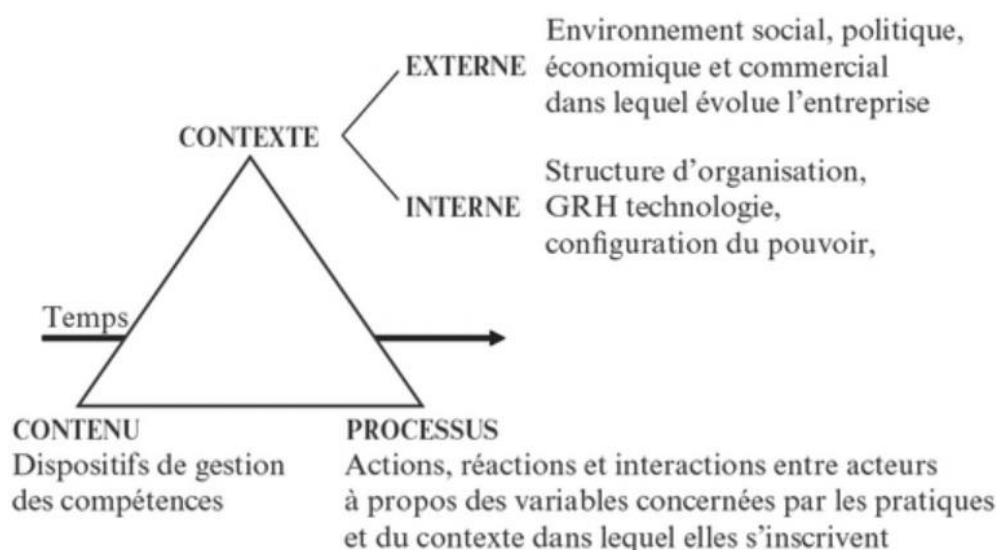 Environnement social, politique,
EXTERNE économique et commercial
dans lequel évolue l'entreprise
CONTEXTE
Structure d'organisation,
INTERNE GRH technologie,
configuration du pouvoir,
Temps
CONTENU
Dispositifs de gestion
des compétences
PROCESSUS
Actions, réactions et interactions entre acteurs
à propos des variables concernées par les pratiques
et du contexte dans lequel elles s'inscrivent